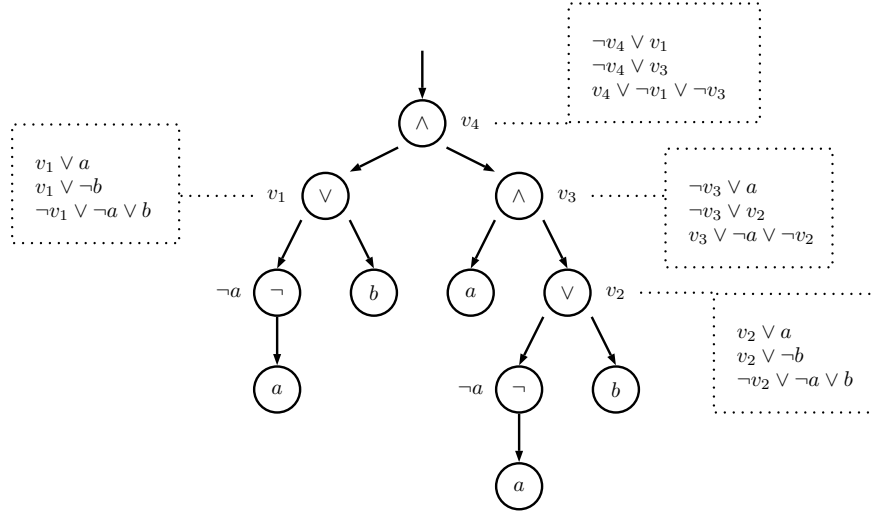 ¬v₄ ∨ v₁
¬v₄ ∨ v₃
v₄ ∨ ¬v₁ ∨ ¬v₃
∧ v₄
v₁ ∨ a
v₁ ∨ ¬b
¬v₁ ∨ ¬a ∨ b
v₁ ∨
∧ v₃
¬v₃ ∨ a
¬v₃ ∨ v₂
v₃ ∨ ¬a ∨ ¬v₂
¬a ¬
b
a
∨ v₂
v₂ ∨ a
v₂ ∨ ¬b
¬v₂ ∨ ¬a ∨ b
a
¬a ¬
b
a